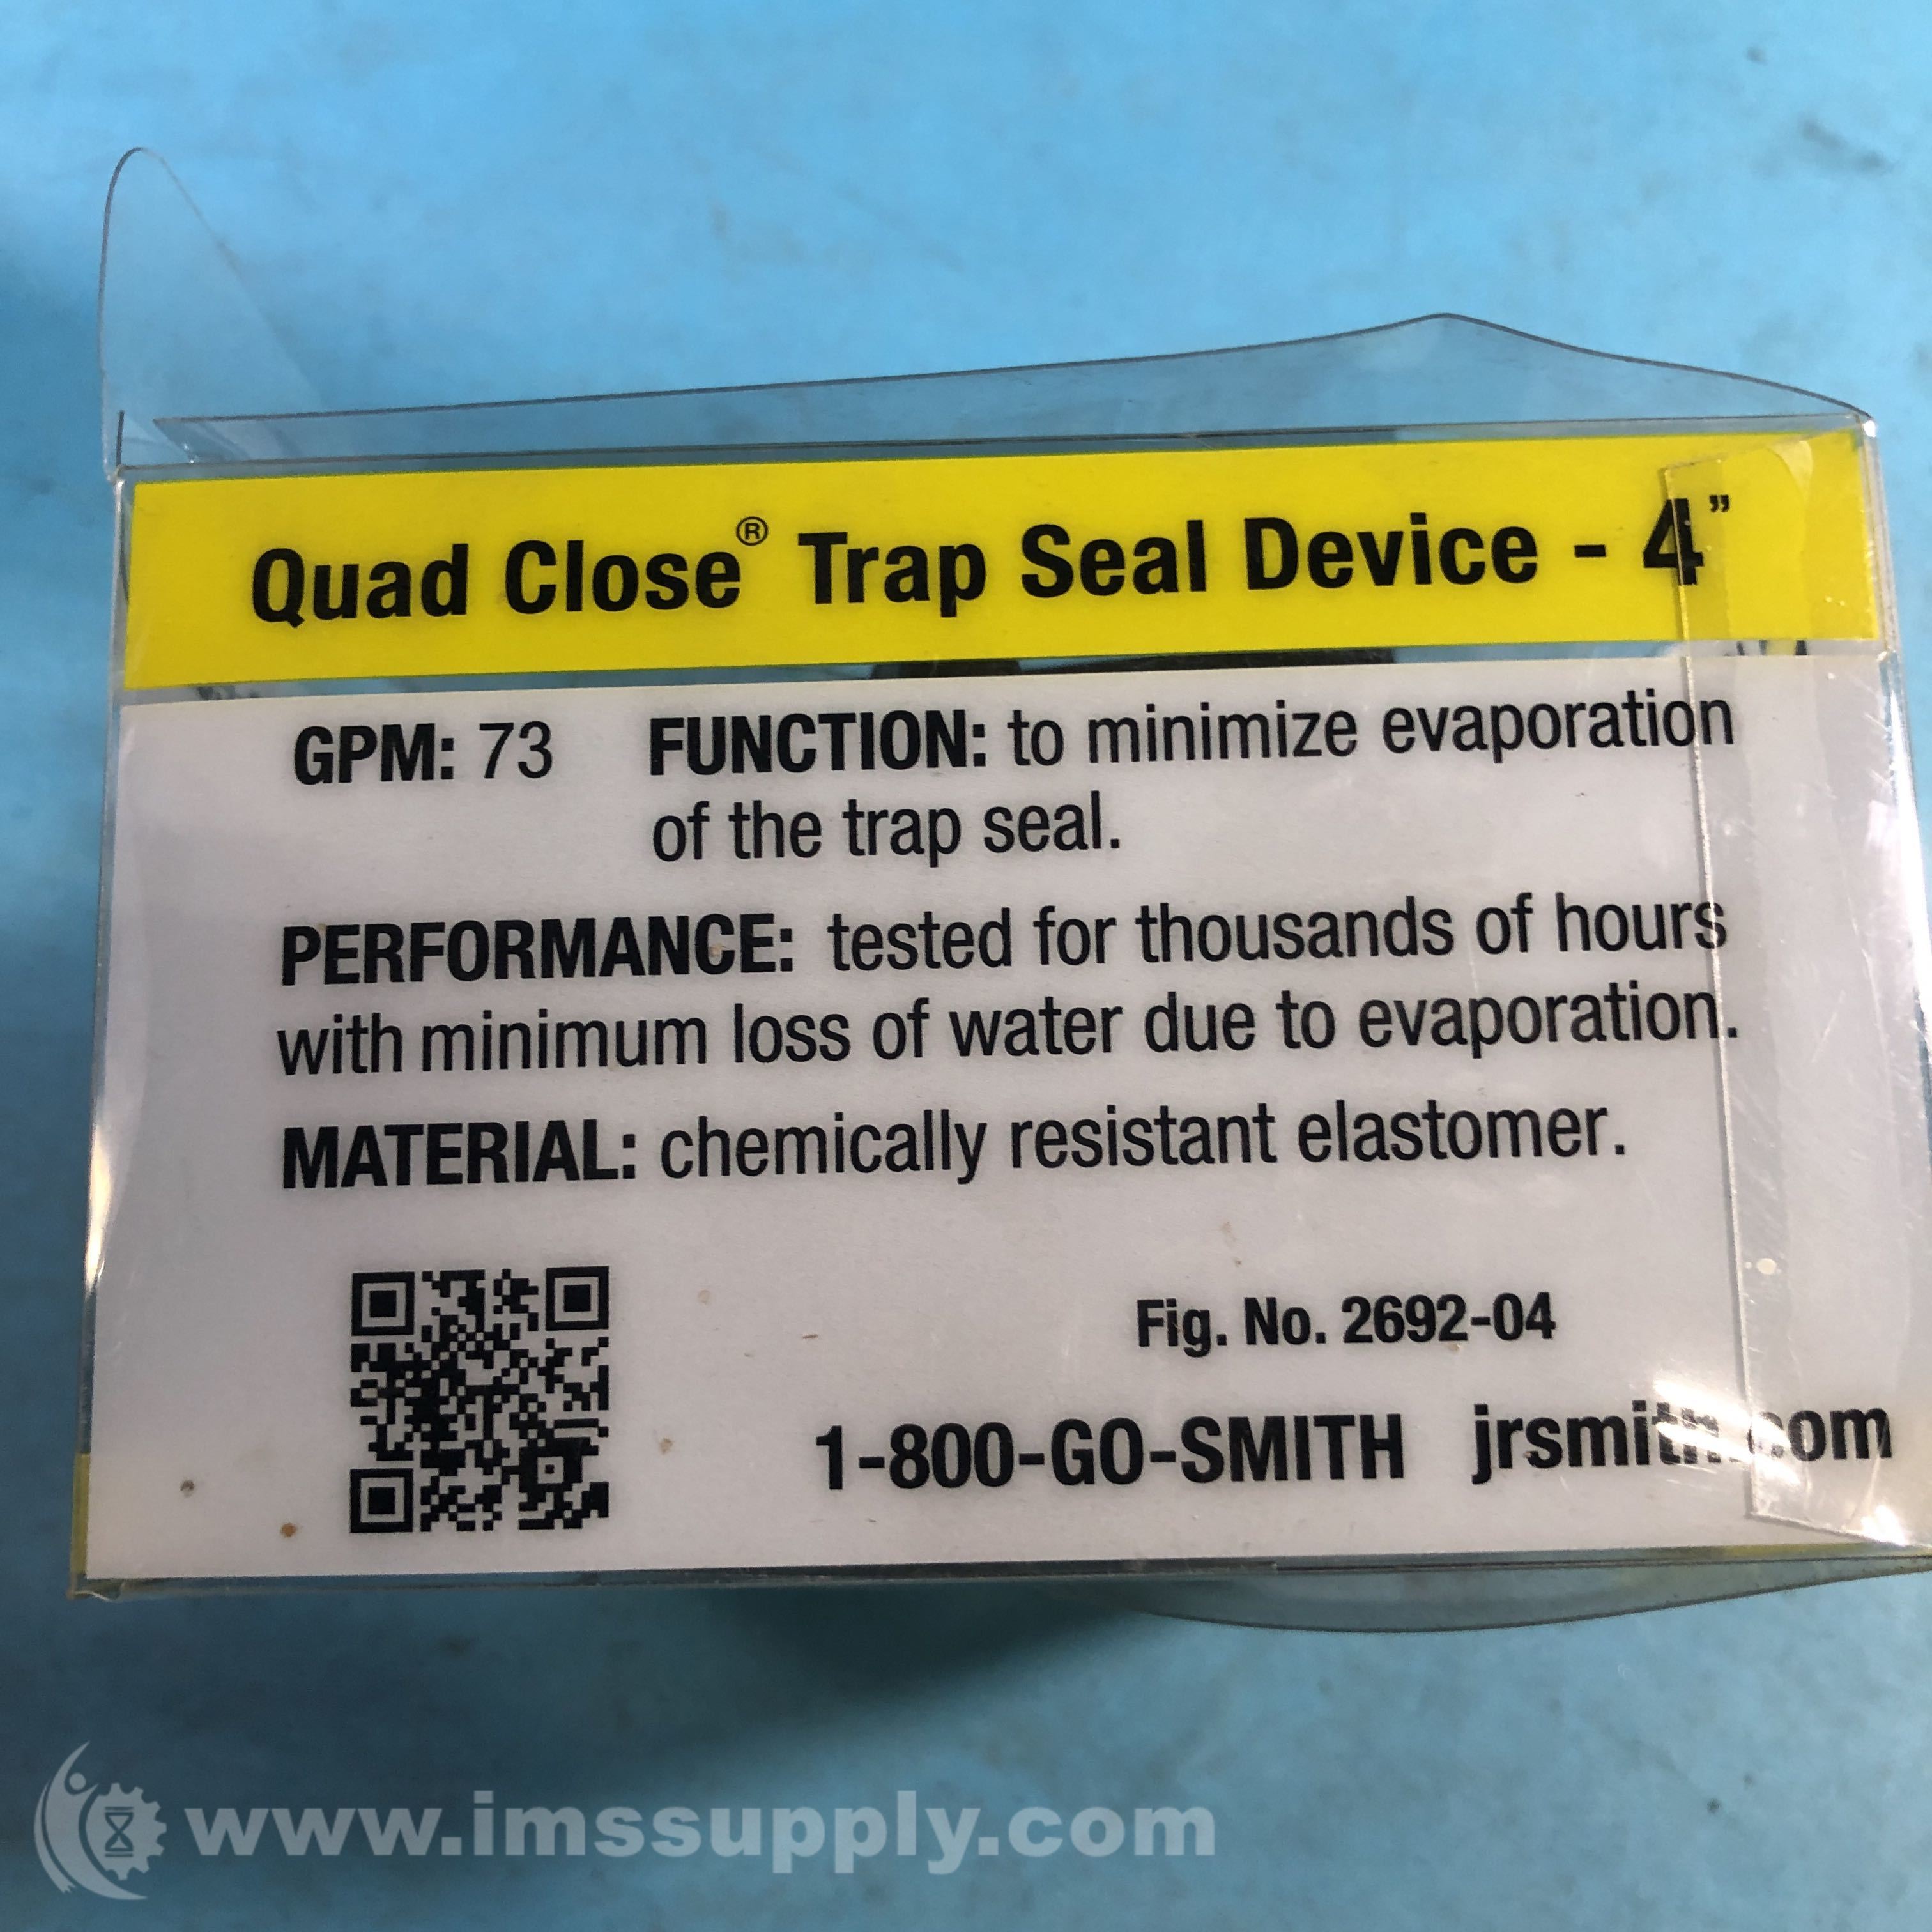 Quad Close® Trap Seal Device - 4”
GPM: 73 FUNCTION: to minimize evaporation
of the trap seal.
PERFORMANCE: tested for thousands of hours
with minimum loss of water due to evaporation.
MATERIAL: chemically resistant elastomer.
Fig. No. 2692-04
1-800-GO-SMITH jrsmith.com
www.imssupply.com